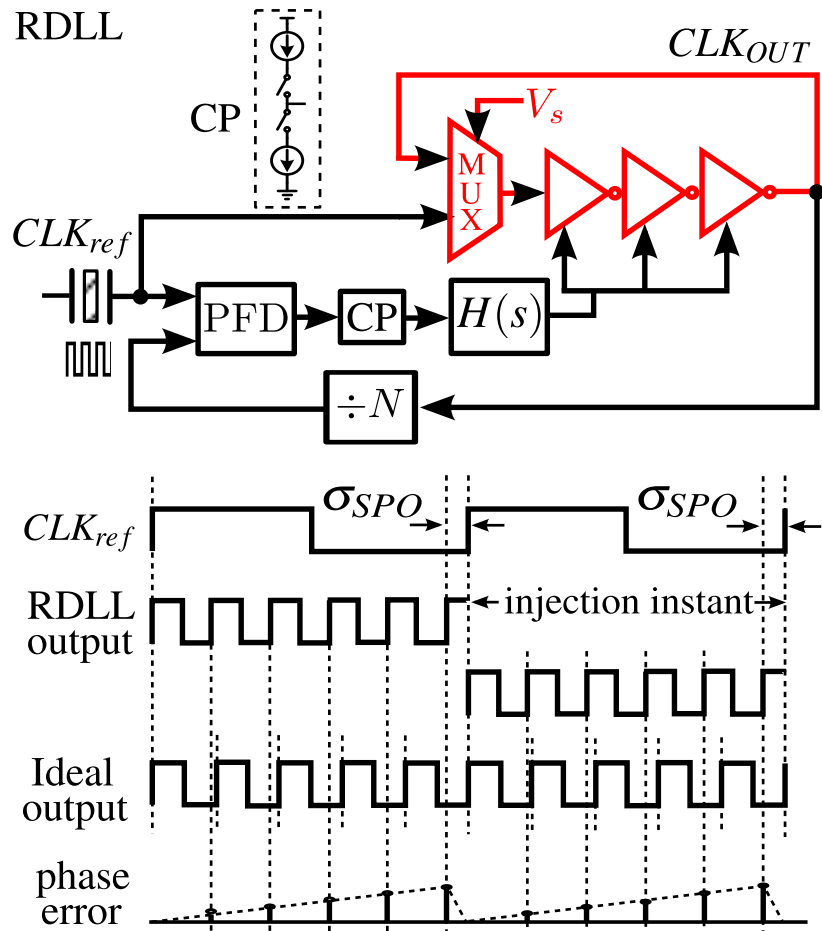 RDLL
CLK_OUT
CP
V_s
M
U
X
CLK_ref
PFD
CP
H(s)
÷N
σ_SPO
σ_SPO
CLK_ref
RDLL
output
injection instant
Ideal
output
phase
error